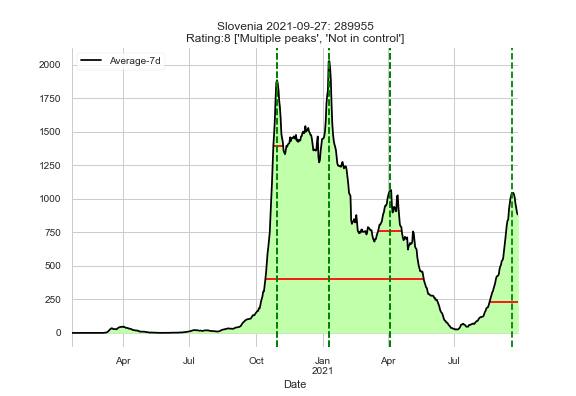 Slovenia 2021-09-27: 289955
Rating:8 ['Multiple peaks', 'Not in control']
Average-7d
2000
1750
1500
1250
1000
750
500
250
0
Apr Jul Oct Jan Apr Jul
2021
Date